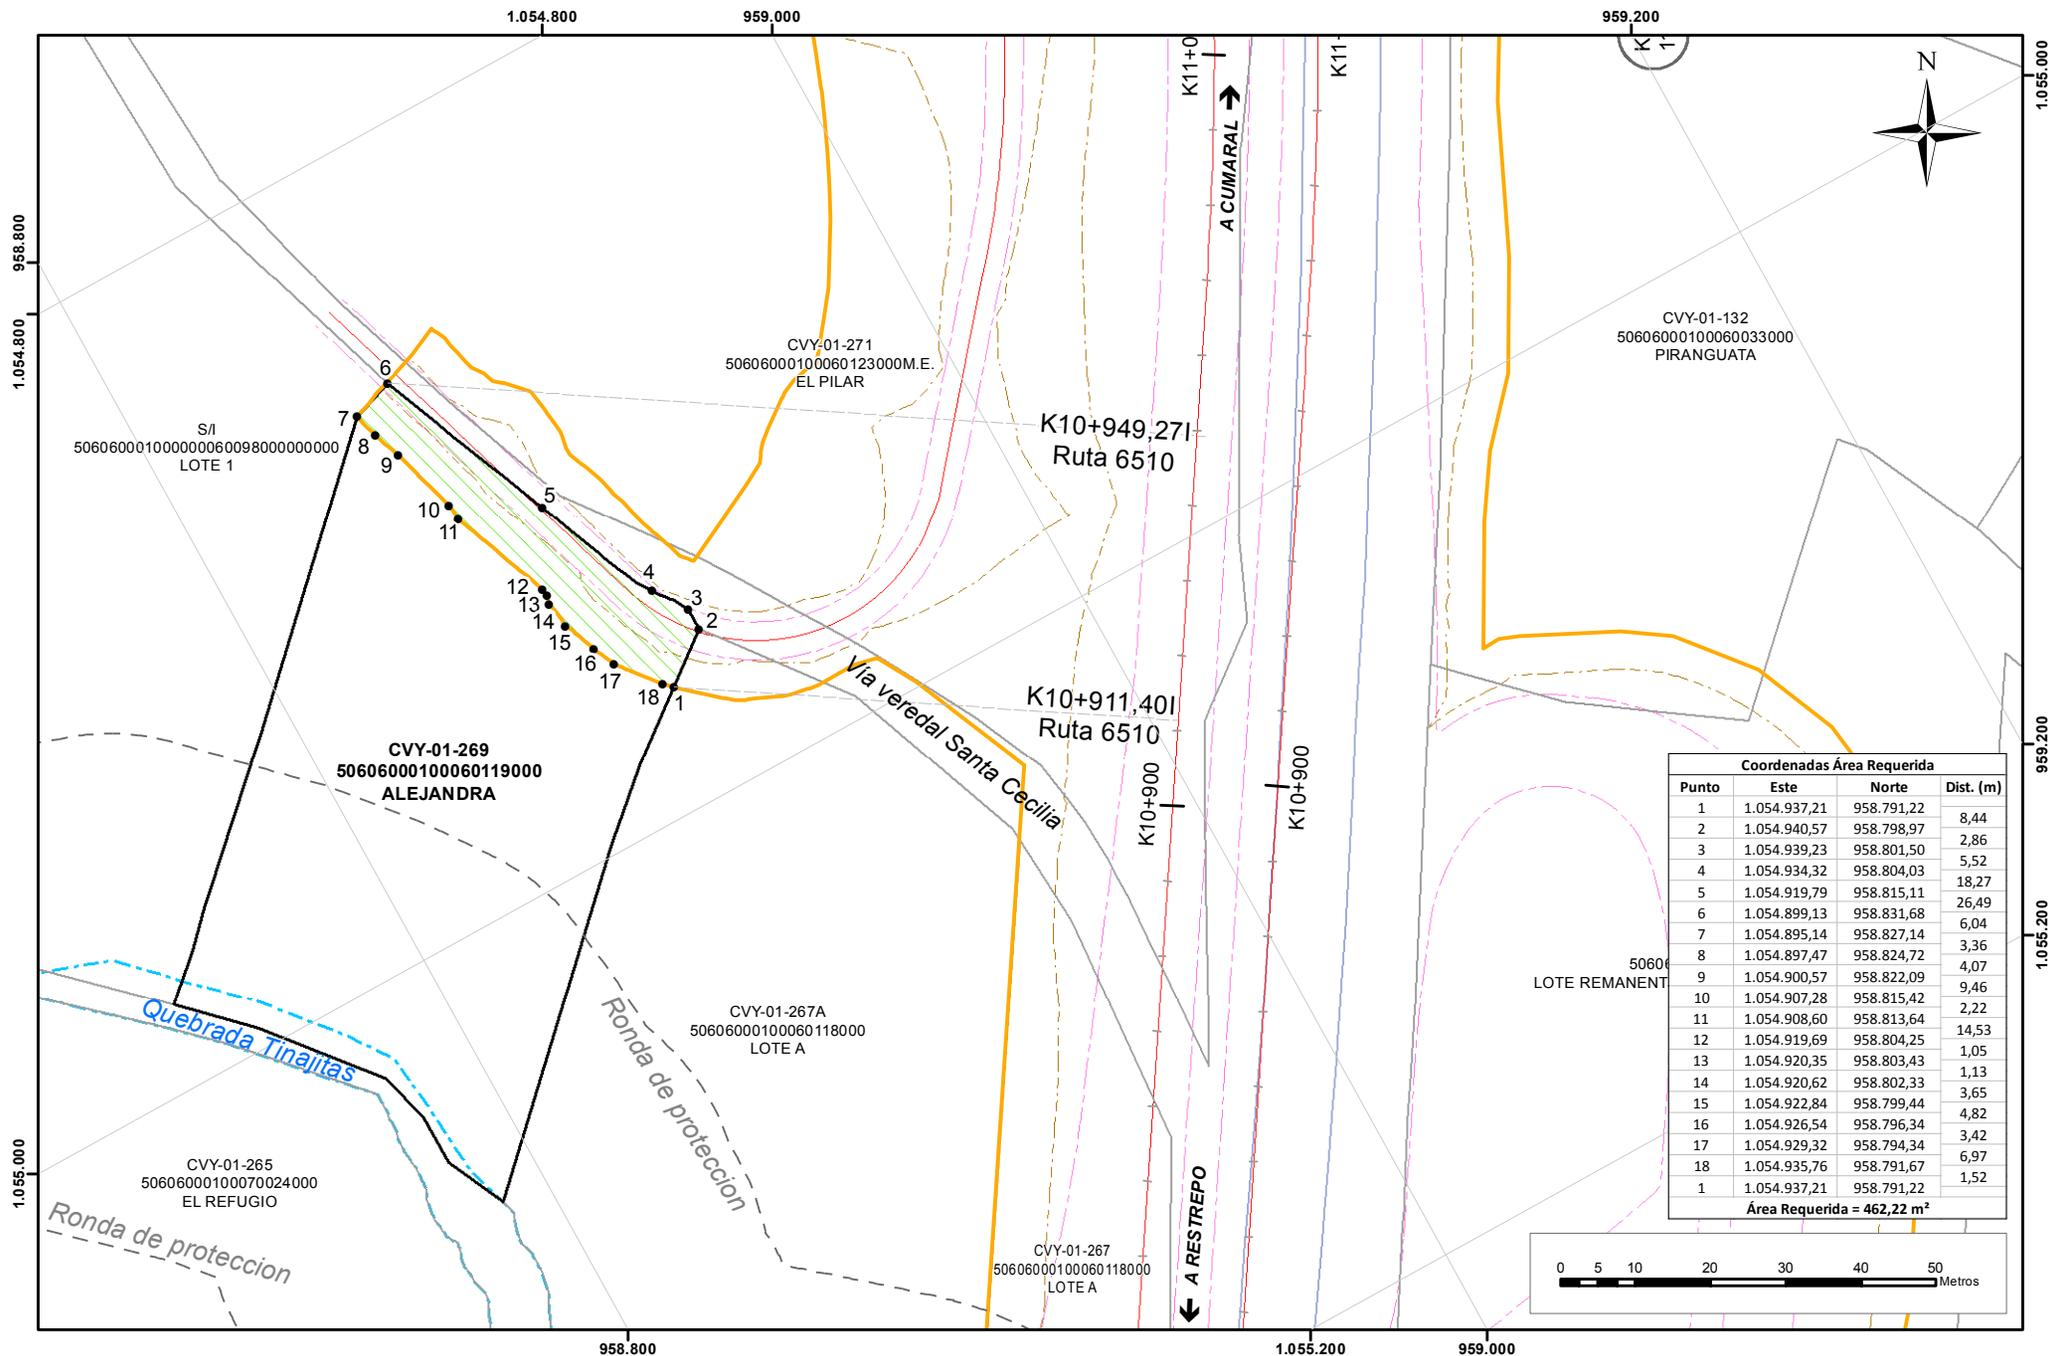 1.054.800
959.000
959.200
1.055.000
N
K11+0
K11
K
A CUMARAL
958.800
1.054.800
CVY-01-132
50606000100060033000
PIRANGUATA
CVY-01-271
50606000100060123000M.E.
EL PILAR
6
7
8
9
10
11
5
4
3
2
12
13
14
15
16
17
18
1
S/I
506060001000000060098000000000
LOTE 1
K10+949,27I
Ruta 6510
K10+911,40I
Ruta 6510
Vía veredal Santa Cecilia
K10+900
K10+900
CVY-01-269
50606000100060119000
ALEJANDRA
959.200
1.055.200
Coordenadas Área Requerida
Punto Este Norte Dist. (m)
1 1.054.937,21 958.791,22
8,44
2 1.054.940,57 958.798,97
2,86
3 1.054.939,23 958.801,50
5,52
4 1.054.934,32 958.804,03
18,27
5 1.054.919,79 958.815,11
26,49
6 1.054.899,13 958.831,68
6,04
7 1.054.895,14 958.827,14
3,36
8 1.054.897,47 958.824,72
4,07
9 1.054.900,57 958.822,09
9,46
10 1.054.907,28 958.815,42
2,22
11 1.054.908,60 958.813,64
14,53
12 1.054.919,69 958.804,25
1,05
13 1.054.920,35 958.803,43
1,13
14 1.054.920,62 958.802,33
3,65
15 1.054.922,84 958.799,44
4,82
16 1.054.926,54 958.796,34
3,42
17 1.054.929,32 958.794,34
6,97
18 1.054.935,76 958.791,67
1,52
1 1.054.937,21 958.791,22
Área Requerida = 462,22 m²
5060
LOTE REMANENT
Quebrada Tinajitas
Ronda de proteccion
CVY-01-267A
50606000100060118000
LOTE A
CVY-01-265
50606000100070024000
EL REFUGIO
Ronda de proteccion
1.055.000
A RESTREPO
CVY-01-267
50606000100060118000
LOTE A
0 5 10 20 30 40 50
Metros
958.800
1.055.200
959.000